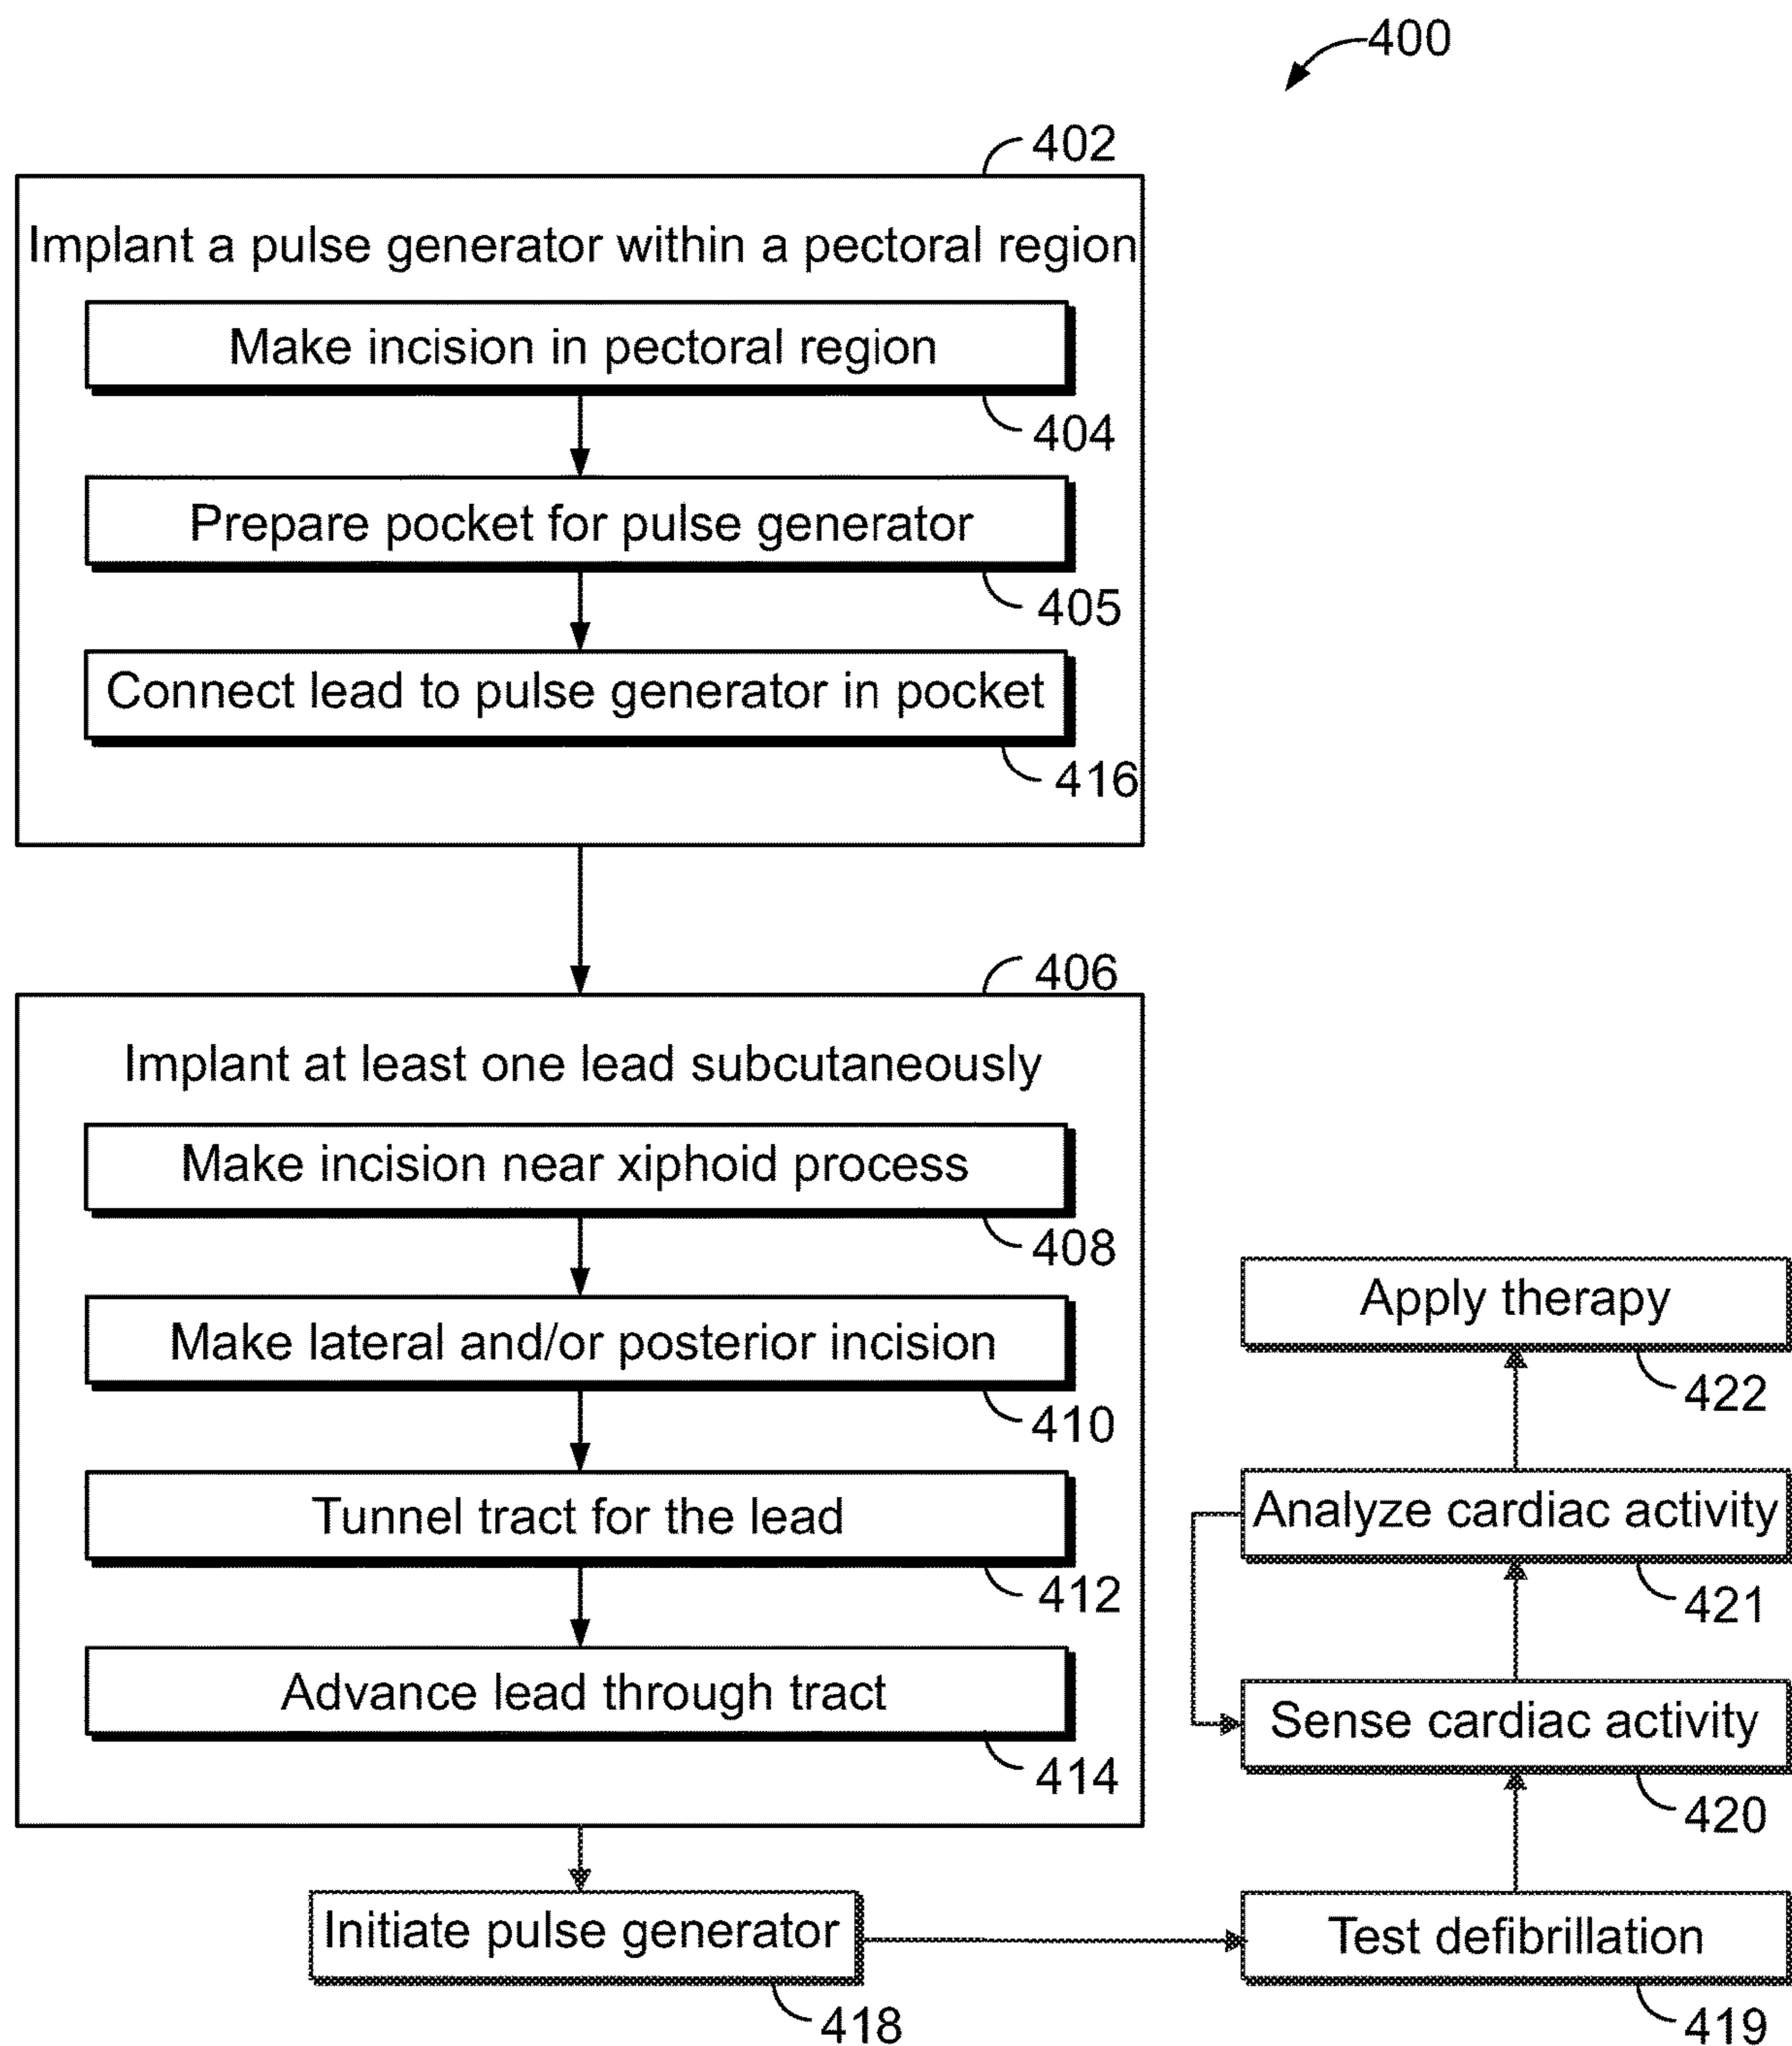 400
402
Implant a pulse generator within a pectoral region
Make incision in pectoral region
404
Prepare pocket for pulse generator
405
Connect lead to pulse generator in pocket
416
406
Implant at least one lead subcutaneously
Make incision near xiphoid process
408
Make lateral and/or posterior incision
410
Tunnel tract for the lead
412
Advance lead through tract
414
Initiate pulse generator
418
Test defibrillation
419
Sense cardiac activity
420
Analyze cardiac activity
421
Apply therapy
422